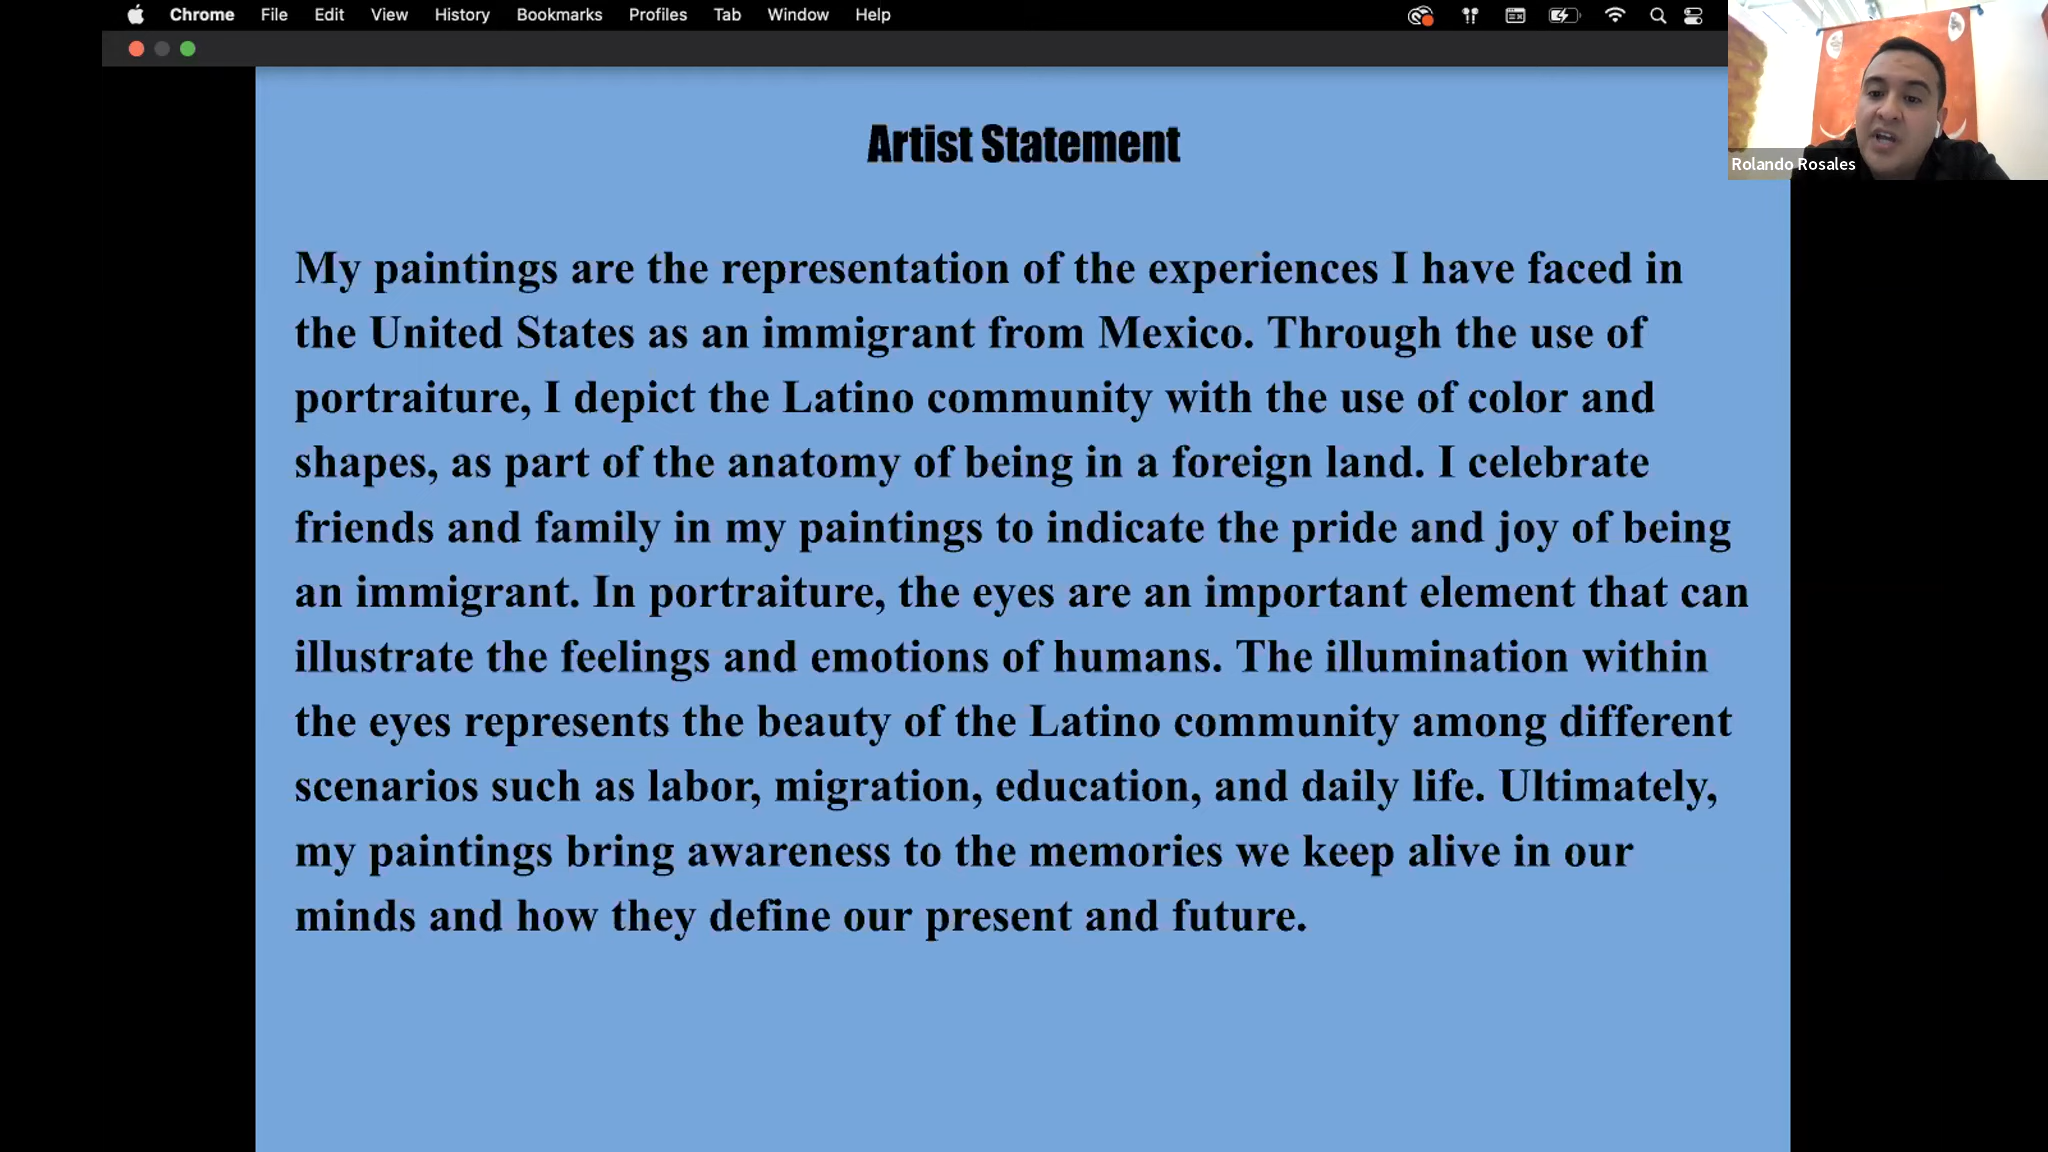 Chrome File Edit View History Bookmarks Profiles Tab Window Help
Rolando Rosales
Artist Statement
My paintings are the representation of the experiences I have faced in
the United States as an immigrant from Mexico. Through the use of
portraiture, I depict the Latino community with the use of color and
shapes, as part of the anatomy of being in a foreign land. I celebrate
friends and family in my paintings to indicate the pride and joy of being
an immigrant. In portraiture, the eyes are an important element that can
illustrate the feelings and emotions of humans. The illumination within
the eyes represents the beauty of the Latino community among different
scenarios such as labor, migration, education, and daily life. Ultimately,
my paintings bring awareness to the memories we keep alive in our
minds and how they define our present and future.